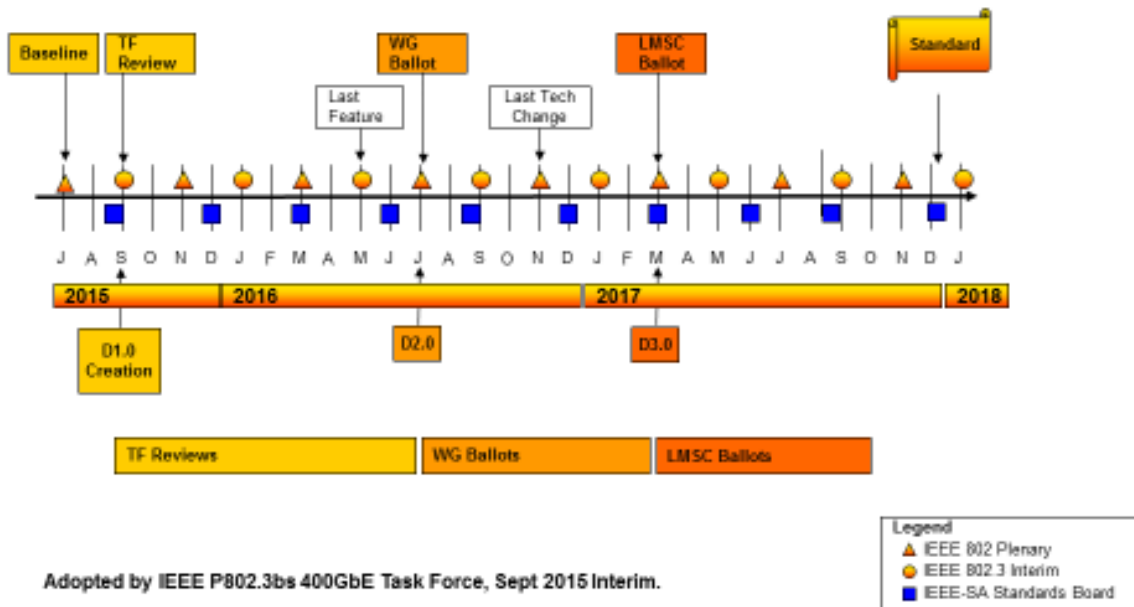 Baseline
TF
Review
WG
Ballot
LMSC
Ballot
Standard
Last
Feature
Last Tech
Change
J A S O N D J F M A M J J A S O N D J F M A M J J A S O N D J
2015
2016
2017
2018
D1.0
Creation
D2.0
D3.0
TF Reviews
WG Ballots
LMSC Ballots
Legend
IEEE 802 Plenary
IEEE 802.3 Interim
IEEE-SA Standards Board
Adopted by IEEE P802.3bs 400GbE Task Force, Sept 2015 Interim.